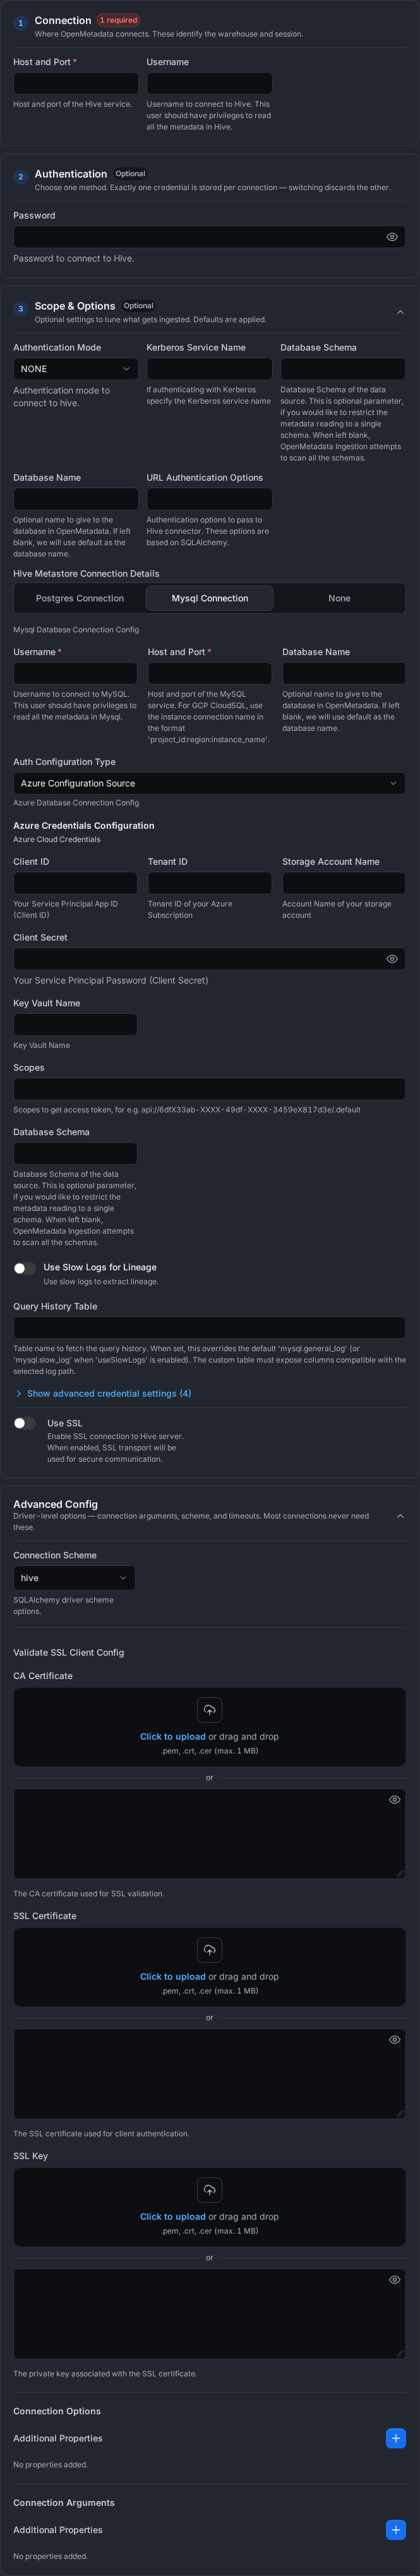 1 Connection 1 required
Where OpenMetadata connects. These identify the warehouse and session.
Host and Port * Username
Host and port of the Hive service. Username to connect to Hive. This
user should have privileges to read
all the metadata in Hive.
2 Authentication Optional
Choose one method. Exactly one credential is stored per connection — switching discards the other.
Password
Password to connect to Hive.
3 Scope & Options Optional
Optional settings to tune what gets ingested. Defaults are applied.
Authentication Mode Kerberos Service Name Database Schema
NONE
Authentication mode to
connect to hive.
If authenticating with Kerberos
specify the Kerberos service name
Database Schema of the data
source. This is optional parameter,
if you would like to restrict the
metadata reading to a single
schema. When left blank,
OpenMetadata Ingestion attempts
to scan all the schemas.
Database Name URL Authentication Options
Optional name to give to the
database in OpenMetadata. If left
blank, we will use default as the
database name.
Authentication options to pass to
Hive connector. These options are
based on SQLAlchemy.
Hive Metastore Connection Details
Postgres Connection Mysql Connection None
Mysql Database Connection Config
Username * Host and Port * Database Name
Username to connect to MySQL.
This user should have privileges to
read all the metadata in Mysql.
Host and port of the MySQL
service. For GCP CloudSQL, use
the instance connection name in
the format
'project_id:region:instance_name'.
Optional name to give to the
database in OpenMetadata. If left
blank, we will use default as the
database name.
Auth Configuration Type
Azure Configuration Source
Azure Database Connection Config
Azure Credentials Configuration
Azure Cloud Credentials
Client ID Tenant ID Storage Account Name
Your Service Principal App ID
(Client ID)
Tenant ID of your Azure
Subscription
Account Name of your storage
account
Client Secret
Your Service Principal Password (Client Secret)
Key Vault Name
Key Vault Name
Scopes
Scopes to get access token, for e.g. api://6dfX33ab-XXXX-49df-XXXX-3459eX817d3e/.default
Database Schema
Database Schema of the data
source. This is optional parameter,
if you would like to restrict the
metadata reading to a single
schema. When left blank,
OpenMetadata Ingestion attempts
to scan all the schemas.
Use Slow Logs for Lineage
Use slow logs to extract lineage.
Query History Table
Table name to fetch the query history. When set, this overrides the default 'mysql.general_log' (or
'mysql.slow_log' when 'useSlowLogs' is enabled). The custom table must expose columns compatible with the
selected log path.
Show advanced credential settings (4)
Use SSL
Enable SSL connection to Hive server.
When enabled, SSL transport will be
used for secure communication.
Advanced Config
Driver-level options — connection arguments, scheme, and timeouts. Most connections never need
these.
Connection Scheme
hive
SQLAlchemy driver scheme
options.
Validate SSL Client Config
CA Certificate
Click to upload or drag and drop
.pem, .crt, .cer (max. 1 MB)
or
The CA certificate used for SSL validation.
SSL Certificate
Click to upload or drag and drop
.pem, .crt, .cer (max. 1 MB)
or
The SSL certificate used for client authentication.
SSL Key
Click to upload or drag and drop
.pem, .crt, .cer (max. 1 MB)
or
The private key associated with the SSL certificate.
Connection Options
Additional Properties
No properties added.
Connection Arguments
Additional Properties
No properties added.